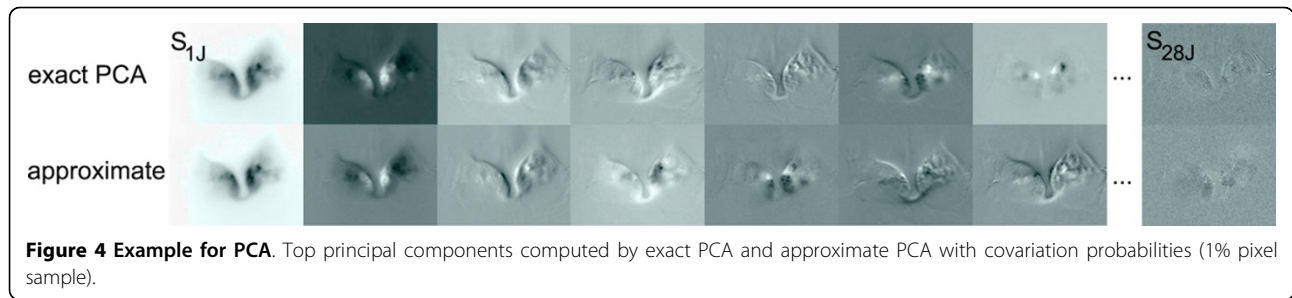 S1J
S28J
exact PCA
...
approximate
...
Figure 4 Example for PCA. Top principal components computed by exact PCA and approximate PCA with covariation probabilities (1% pixel
sample).